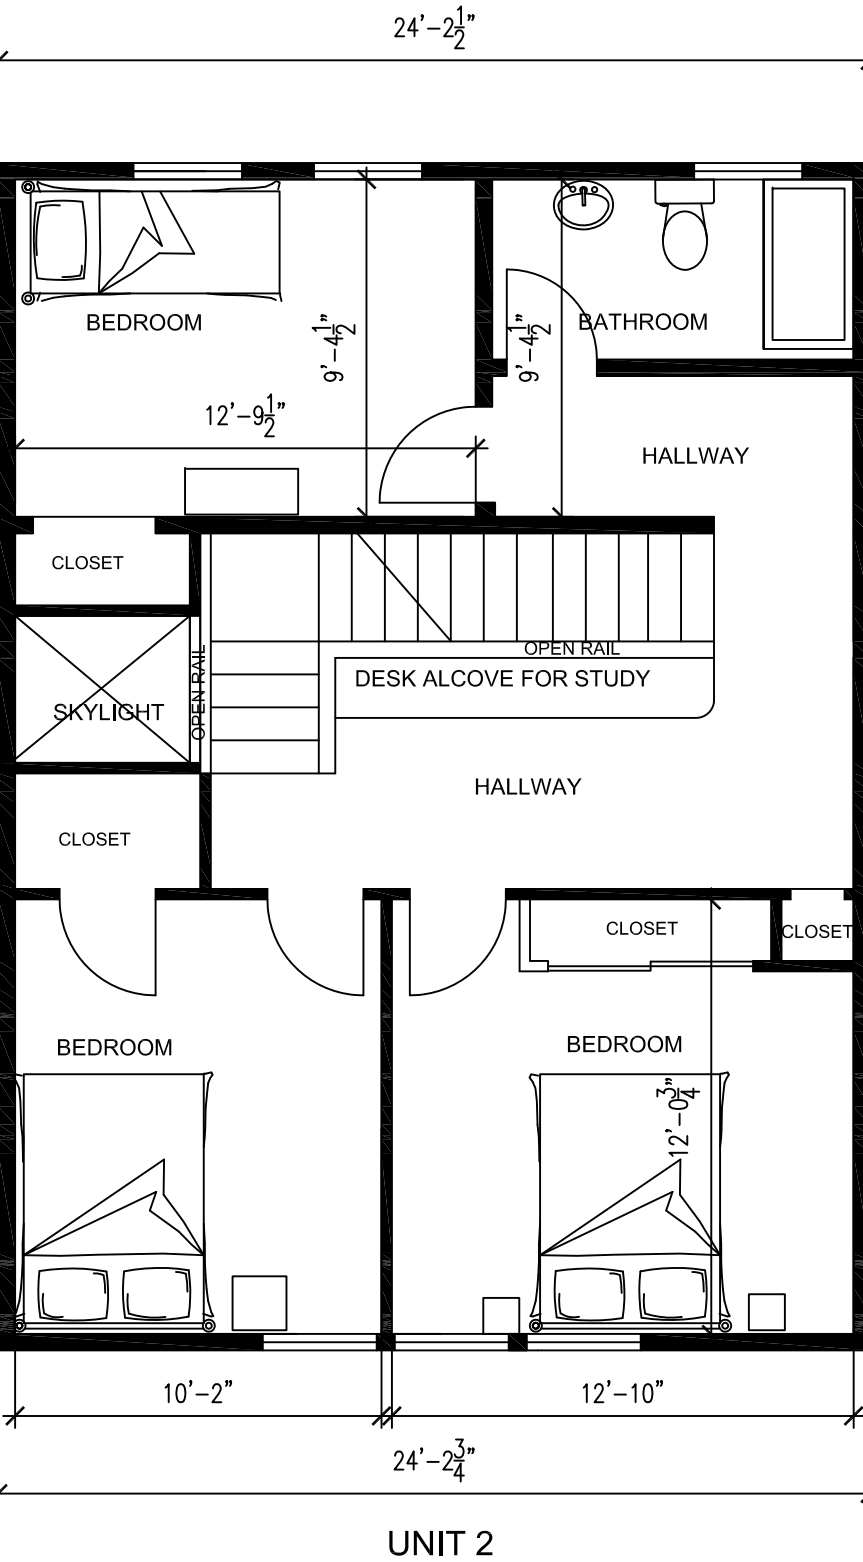 24'-2 1/2"
BEDROOM
9'-4 1/2"
9'-4 1/2"
BATHROOM
12'-9 1/2"
HALLWAY
CLOSET
OPEN RAIL
OPEN RAIL
DESK ALCOVE FOR STUDY
SKYLIGHT
HALLWAY
CLOSET
CLOSET
CLOSET
BEDROOM
BEDROOM
12'-0 3/4"
10'-2"
12'-10"
24'-2 3/4"
UNIT 2